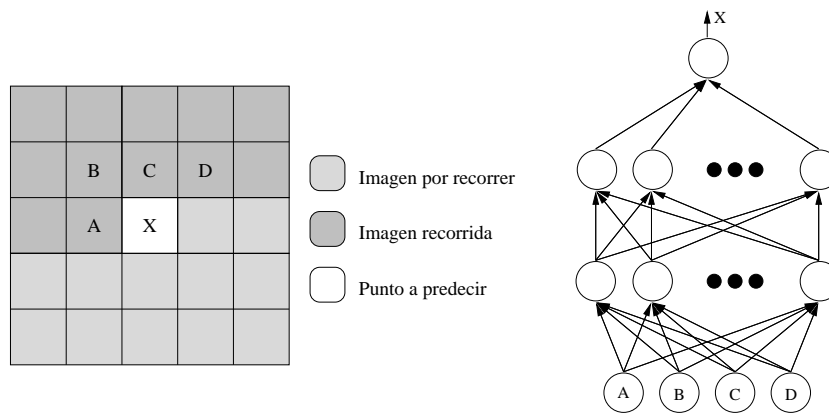 X
B C D
A X
Imagen por recorrer
Imagen recorrida
Punto a predecir
A B C D